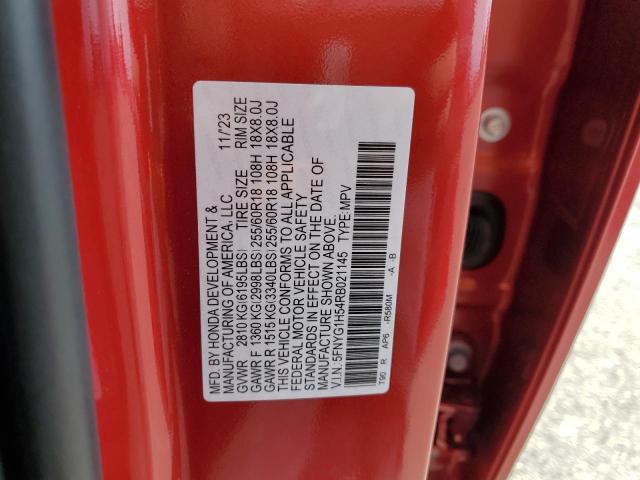 MFD. BY HONDA DEVELOPMENT &
MANUFACTURING OF AMERICA, LLC 11/23
GVWR 2810 KG(6195LBS) TIRE SIZE RIM SIZE
GAWR F 1360 KG(2998LBS)255/60R18 108H 18X8.0J
GAWR R 1515 KG(3340LBS)255/60R18 108H 18X8.0J
THIS VEHICLE CONFORMS TO ALL APPLICABLE
FEDERAL MOTOR VEHICLE SAFETY
STANDARDS IN EFFECT ON THE DATE OF
MANUFACTURE SHOWN ABOVE.
V.I.N. 5FNYG1H54RB021145 TYPE:MPV
T90 R AP6 -R580M -A -B